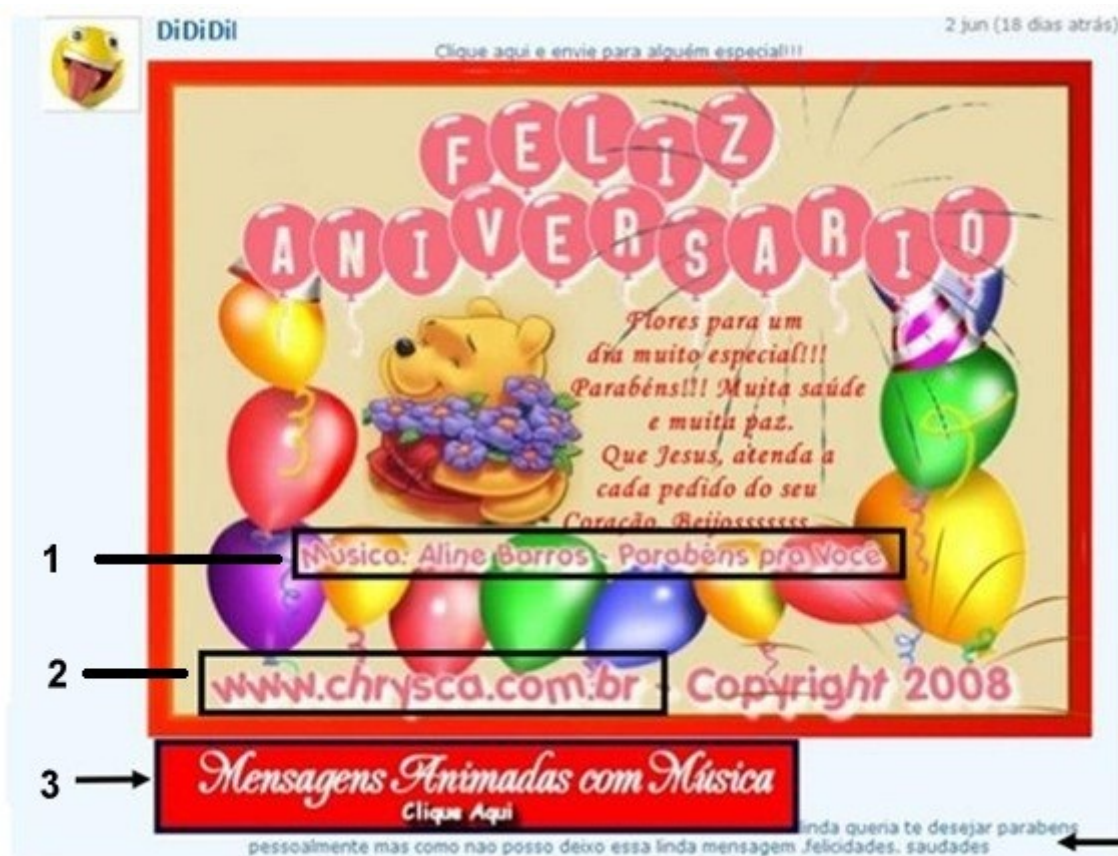 DiDiDil
2 jun (18 dias atrás)
Clique aqui e envie para alguém especial!!!
FELIZ
ANIVERSARIO
Flores para um
dia muito especial!!!
Parabéns!!! Muita saúde
e muita paz.
Que Jesus, atenda a
cada pedido do seu
Coração. Beijosssssss
1
Música: Aline Barros - Parabéns pra Você
2
www.chrysca.com.br - Copyright 2008
3
Mensagens Animadas com Música
Clique Aqui
linda queria te desejar parabens
pessoalmente mas como nao posso deixo essa linda mensagem .felicidades. saudades